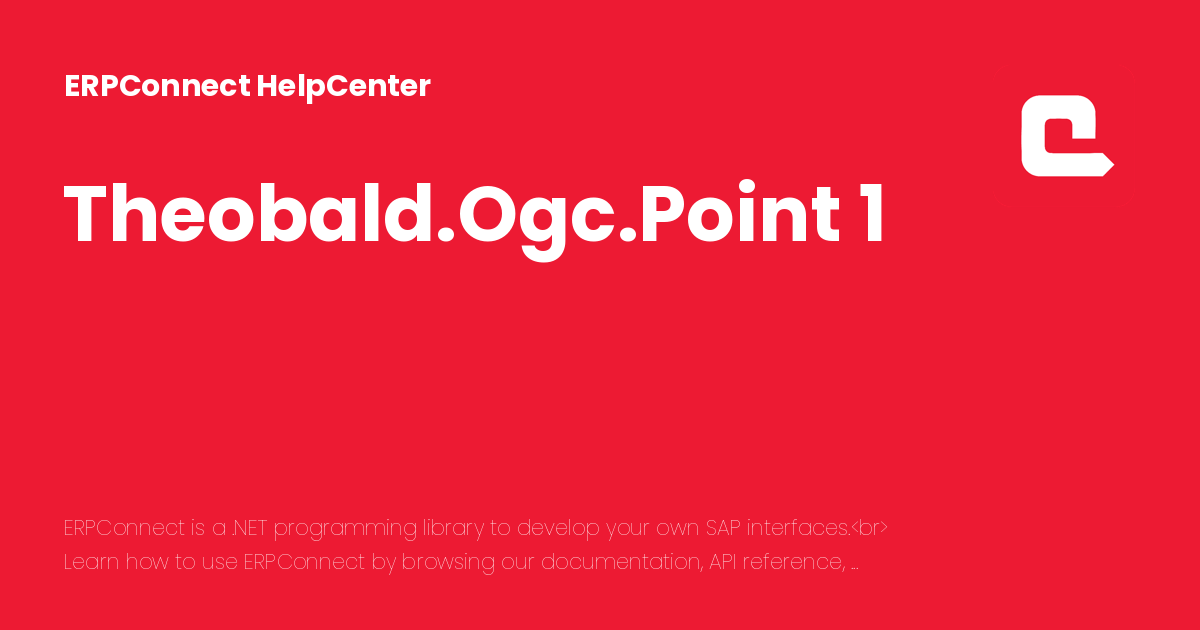 ERPConnect HelpCenter
Theobald.Ogc.Point 1
ERPConnect is a .NET programming library to develop your own SAP interfaces.<br>
Learn how to use ERPConnect by browsing our documentation, API reference, ...